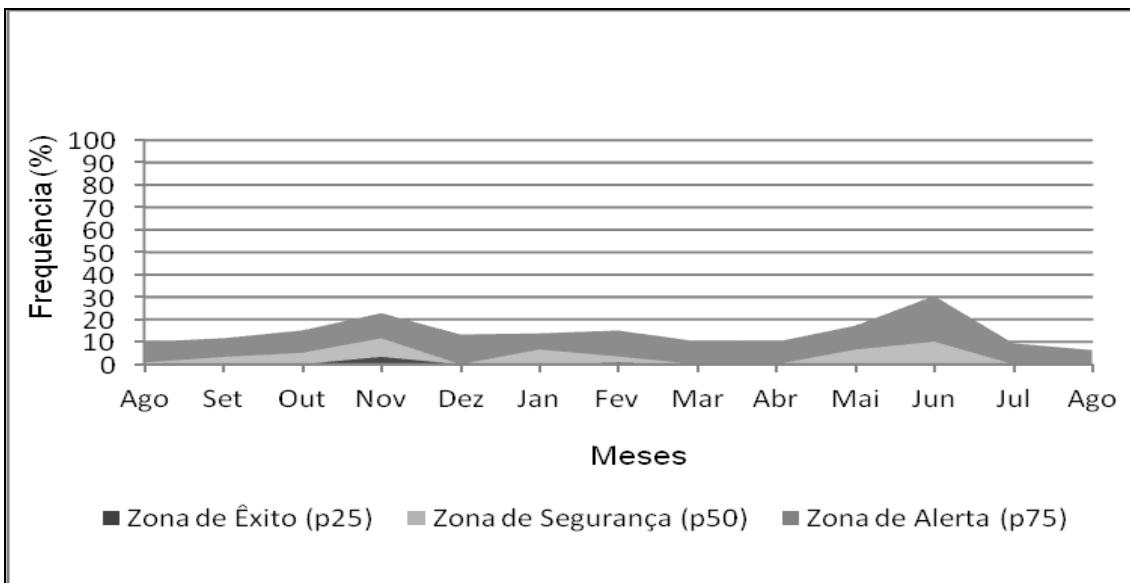 Frequência (%)
100
90
80
70
60
50
40
30
20
10
0
Ago Set Out Nov Dez Jan Fev Mar Abr Mai Jun Jul Ago
Meses
Zona de Êxito (p25) Zona de Segurança (p50) Zona de Alerta (p75)